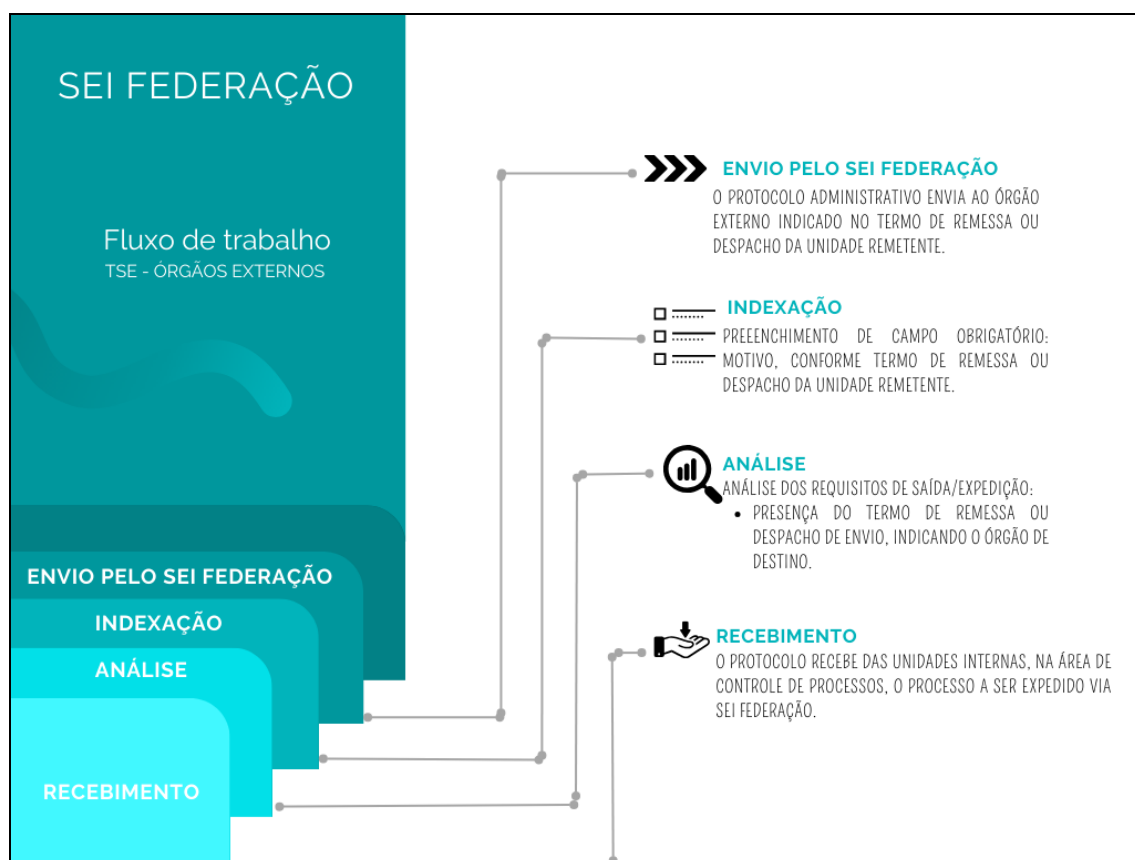 SEI FEDERAÇÃO
Fluxo de trabalho
TSE - ÓRGÃOS EXTERNOS
ENVIO PELO SEI FEDERAÇÃO
INDEXAÇÃO
ANÁLISE
RECEBIMENTO
ENVIO PELO SEI FEDERAÇÃO
O PROTOCOLO ADMINISTRATIVO ENVIA AO ÓRGÃO
EXTERNO INDICADO NO TERMO DE REMESSA OU
DESPACHO DA UNIDADE REMETENTE.
INDEXAÇÃO
PREEENCHIMENTO DE CAMPO OBRIGATÓRIO:
MOTIVO, CONFORME TERMO DE REMESSA OU
DESPACHO DA UNIDADE REMETENTE.
ANÁLISE
ANÁLISE DOS REQUISITOS DE SAÍDA/EXPEDIÇÃO:
• PRESENÇA DO TERMO DE REMESSA OU
DESPACHO DE ENVIO, INDICANDO O ÓRGÃO DE
DESTINO.
RECEBIMENTO
O PROTOCOLO RECEBE DAS UNIDADES INTERNAS, NA ÁREA DE
CONTROLE DE PROCESSOS, O PROCESSO A SER EXPEDIDO VIA
SEI FEDERAÇÃO.